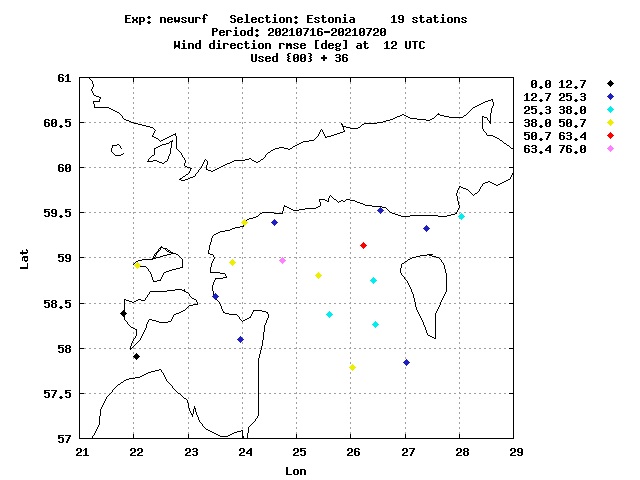 Exp: newsurf Selection: Estonia 19 stations
Period: 20210716-20210720
Wind direction rmse [deg] at 12 UTC
Used {00} + 36
61
60.5
60
59.5
59
58.5
58
57.5
57
21 22 23 24 25 26 27 28 29
Lat
Lon
0.0 12.7
12.7 25.3
25.3 38.0
38.0 50.7
50.7 63.4
63.4 76.0